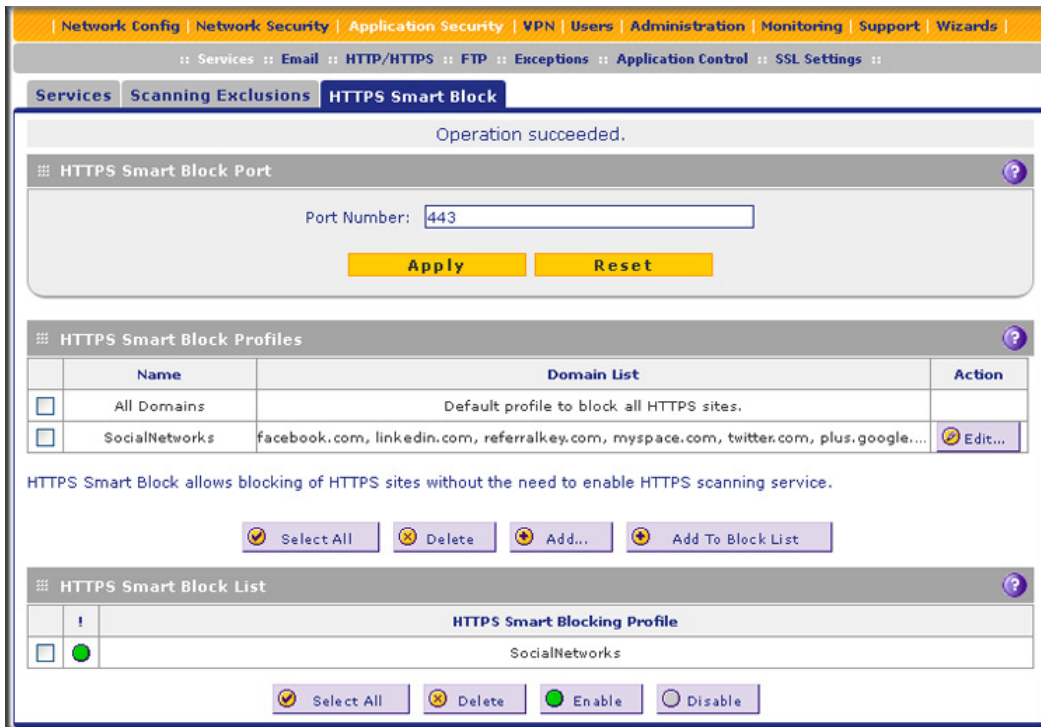 | Network Config | Network Security | Application Security | VPN | Users | Administration | Monitoring | Support | Wizards |
:: Services :: Email :: HTTP/HTTPS :: FTP :: Exceptions :: Application Control :: SSL Settings ::
Services Scanning Exclusions HTTPS Smart Block
Operation succeeded.
HTTPS Smart Block Port ?
Port Number: 443
Apply Reset
HTTPS Smart Block Profiles ?
Name Domain List Action
All Domains Default profile to block all HTTPS sites.
SocialNetworks facebook.com, linkedin.com, referralkey.com, myspace.com, twitter.com, plus.google.... Edit...
HTTPS Smart Block allows blocking of HTTPS sites without the need to enable HTTPS scanning service.
Select All Delete Add... Add To Block List
HTTPS Smart Block List ?
! HTTPS Smart Blocking Profile
SocialNetworks
Select All Delete Enable Disable